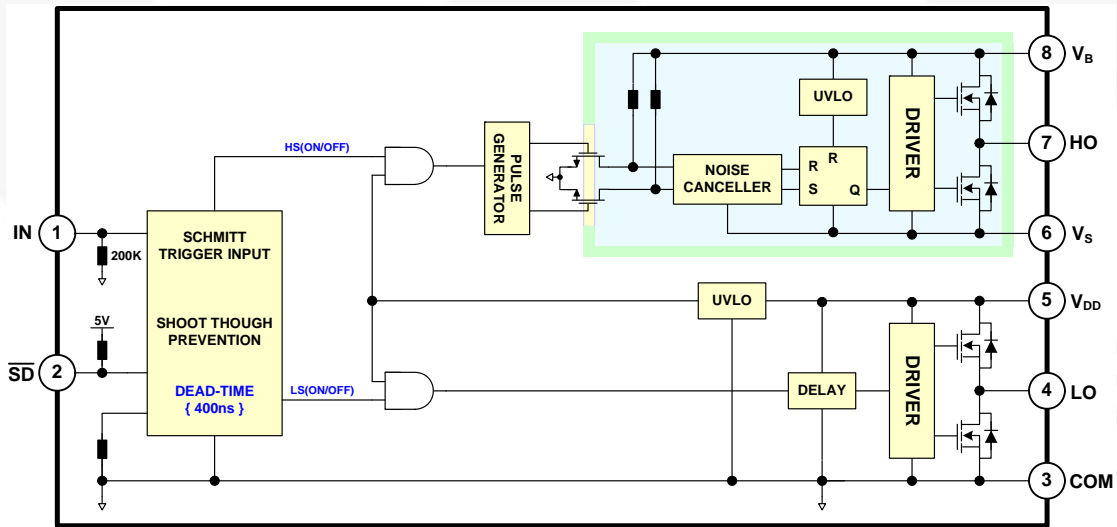 8 VB
UVLO
DRIVER
7 HO
HS(ON/OFF)
PULSE
GENERATOR
NOISE
CANCELLER
R
R
S Q
IN 1
200K
SCHMITT
TRIGGER INPUT
6 VS
UVLO
5 VDD
5V
SHOOT THOUGH
PREVENTION
SD 2
DEAD-TIME
{ 400ns }
LS(ON/OFF)
DELAY
DRIVER
4 LO
3 COM